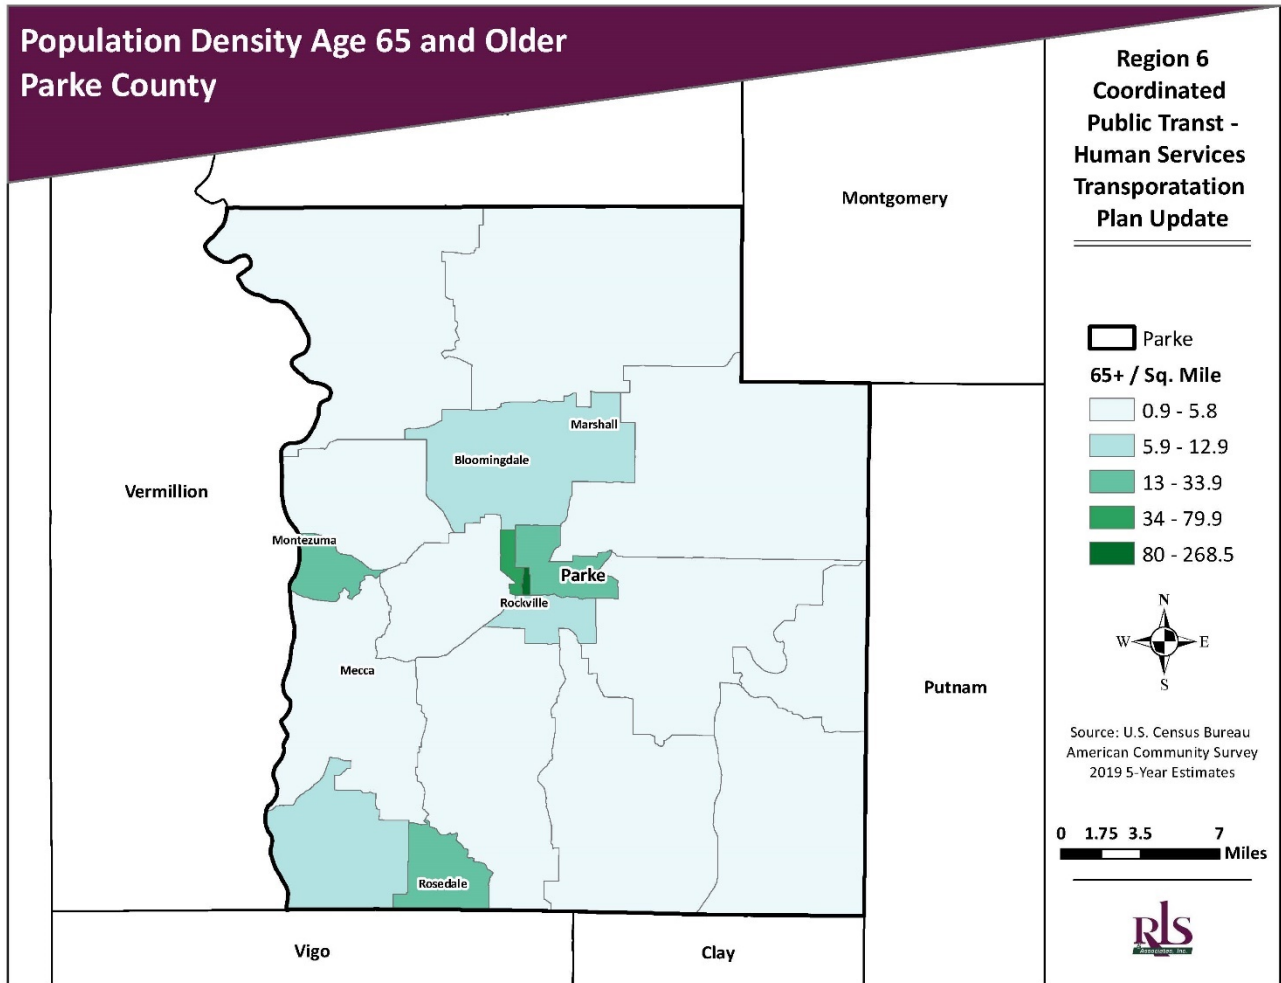 Population Density Age 65 and Older
Parke County
Region 6
Coordinated
Public Transt -
Human Services
Transporatation
Plan Update
Montgomery
Parke
65+ / Sq. Mile
0.9 - 5.8
5.9 - 12.9
13 - 33.9
34 - 79.9
80 - 268.5
Marshall
Bloomingdale
Vermillion
Montezuma
Parke
Rockville
Mecca
Putnam
Rosedale
Vigo
Clay
N
W
E
S
Source: U.S. Census Bureau
American Community Survey
2019 5-Year Estimates
0 1.75 3.5 7
Miles
RLS
& Associates, Inc.